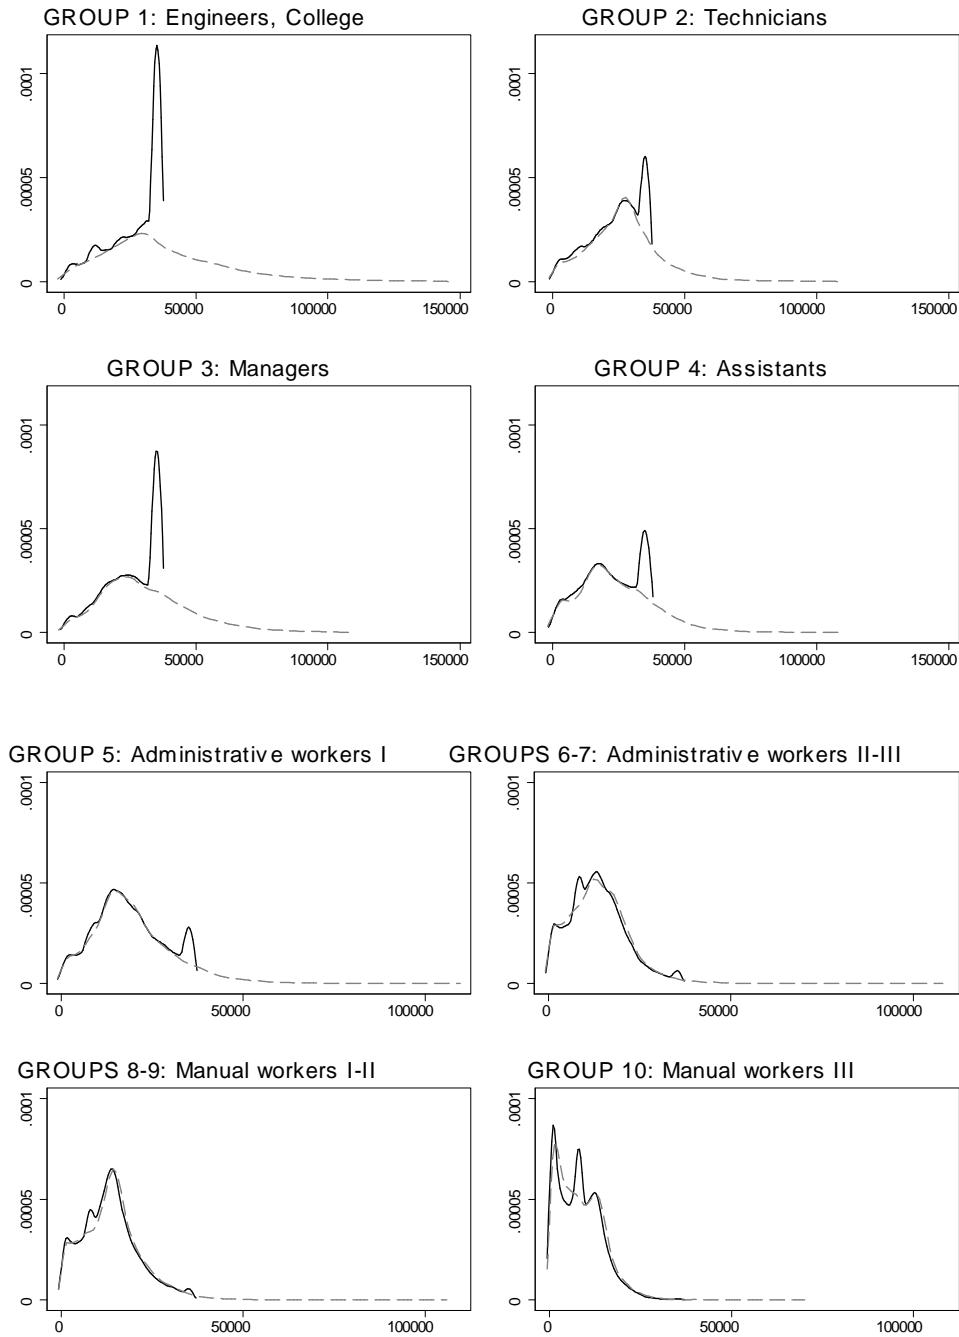 GROUP 1: Engineers, College
.0001
.00005
0
0 50000 100000 150000
GROUP 2: Technicians
.0001
.00005
0
0 50000 100000 150000
GROUP 3: Managers
.0001
.00005
0
0 50000 100000 150000
GROUP 4: Assistants
.0001
.00005
0
0 50000 100000 150000
GROUP 5: Administrative workers I
.0001
.00005
0
0 50000 100000
GROUPS 6-7: Administrative workers II-III
.0001
.00005
0
0 50000 100000
GROUPS 8-9: Manual workers I-II
.0001
.00005
0
0 50000 100000
GROUP 10: Manual workers III
.0001
.00005
0
0 50000 100000